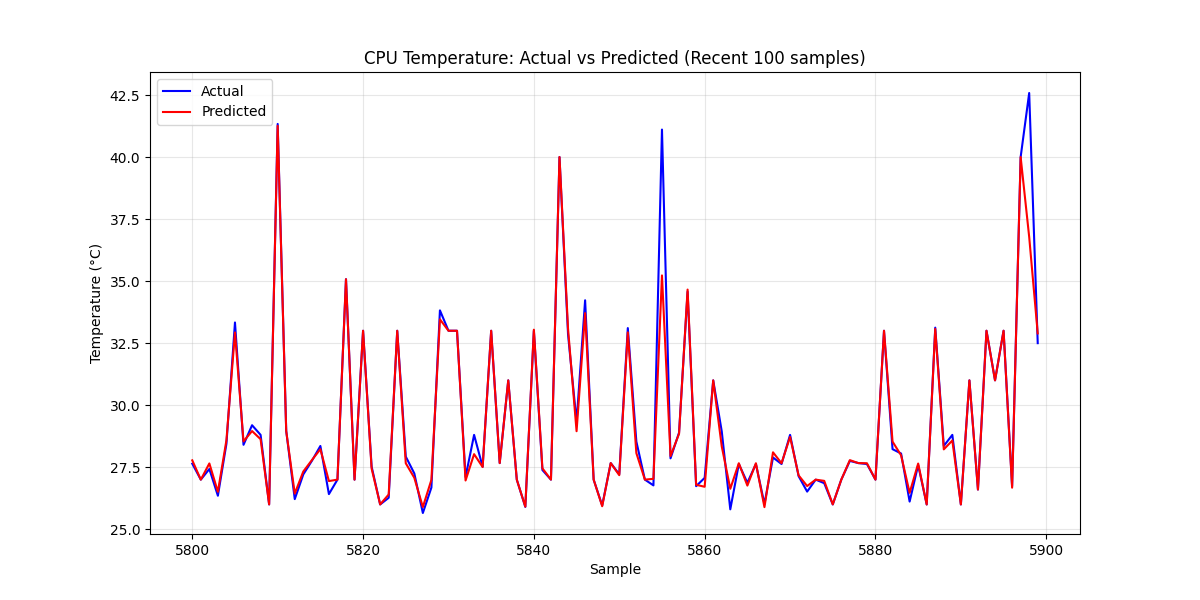 CPU Temperature: Actual vs Predicted (Recent 100 samples)
Actual
Predicted
Temperature (°C)
42.5
40.0
37.5
35.0
32.5
30.0
27.5
25.0
5800 5820 5840 5860 5880 5900
Sample